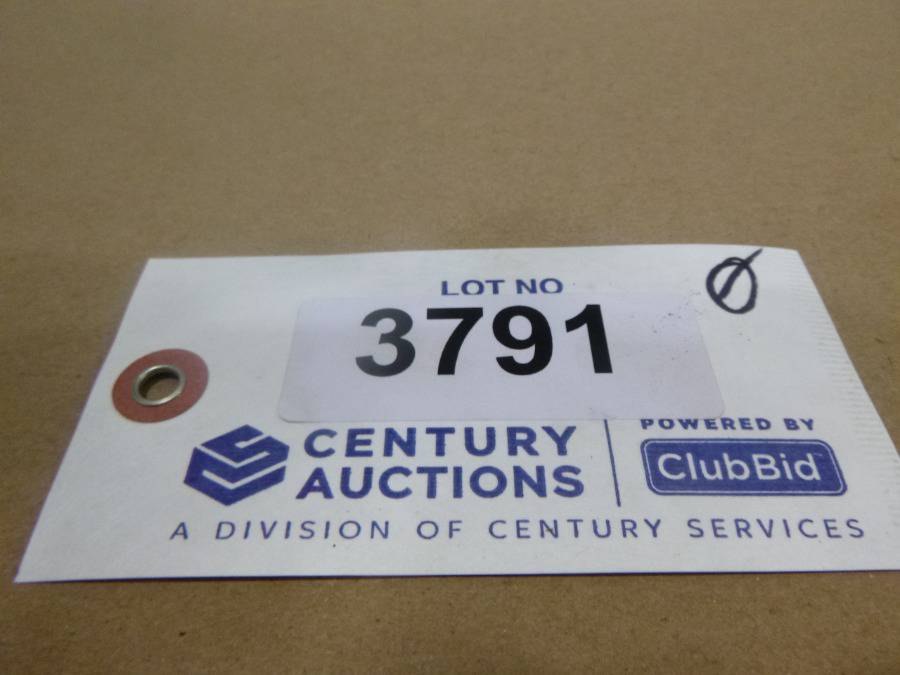 LOT NO
3791
CENTURY
AUCTIONS
POWERED BY
ClubBid
A DIVISION OF CENTURY SERVICES